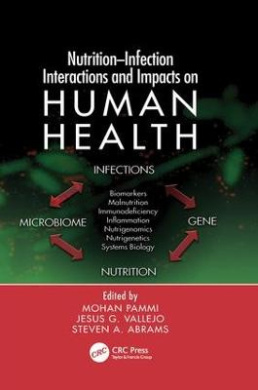 Nutrition–Infection
Interactions and Impacts on
HUMAN
HEALTH
INFECTIONS
Biomarkers
Malnutrition
Immunodeficiency
Inflammation
Nutrigenomics
Nutrigenetics
Systems Biology
MICROBIOME
GENE
NUTRITION
Edited by
MOHAN PAMMI
JESUS G. VALLEJO
STEVEN A. ABRAMS
CRC
CRC Press
Taylor & Francis Group